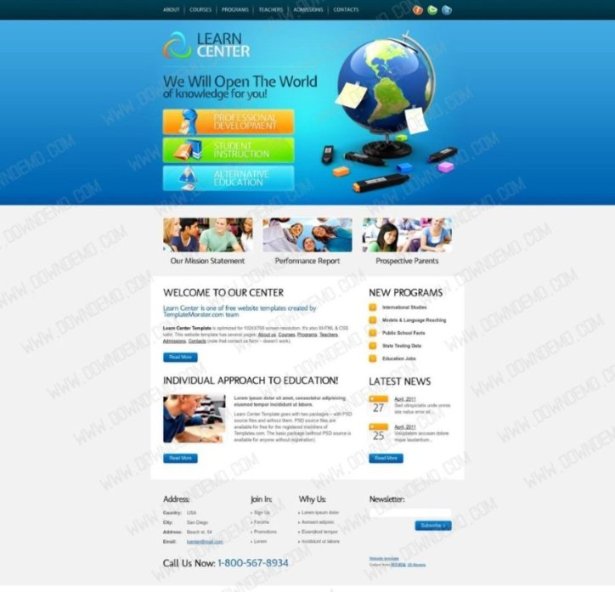 ABOUT | COURSES | PROGRAMS | TEACHERS | ADMISSIONS | CONTACTS
LEARN
CENTER
We Will Open The World
of knowledge for you!
PROFESSIONAL
DEVELOPMENT
STUDENT
INSTRUCTION
ALTERNATIVE
EDUCATION
Our Mission Statement
Performance Report
Prospective Parents
WELCOME TO OUR CENTER
Learn Center is one of free website templates created by
TemplateMonster.com team
Learn Center Template is optimized for 1024X768 screen resolution. It's also XHTML & CSS
valid. This website template has several pages: About us, Courses, Programs, Teachers,
Admissions, Contacts (note that contact us form – doesn't work).
Read More
NEW PROGRAMS
International Studies
Models & Language Reaching
Public School Facts
State Testing Data
Education Jobs
INDIVIDUAL APPROACH TO EDUCATION!
Lorem ipsum dolor sit amet, consectetur adipisicing
eiusmod tempor incididunt ut labore.
Learn Center Template goes with two packages – with PSD
source files and without them. PSD source files are
available for free for the registered members of
Templates.com. The basic package (without PSD source) is
available for anyone without registration)
Read More
LATEST NEWS
27
April, 2011
Sed ut perspiciatis unde omnis
iste natus error sit...
25
April, 2011
Voluptatem accusam dolore
mque laudantium...
Read More
Address:
Country: USA
City: San Diego
Address: Beach st. 54
Email:
Join In:
Sign Up
Forums
Promotions
Lorem
Why Us:
Lorem ipsum dolor
Aenean adipisc
Eiusmod tempor
Incididunt ut labore
Newsletter:
Subscribe
Call Us Now: 1-800-567-8934
Website template
WWW.DOWNDEMO.COM